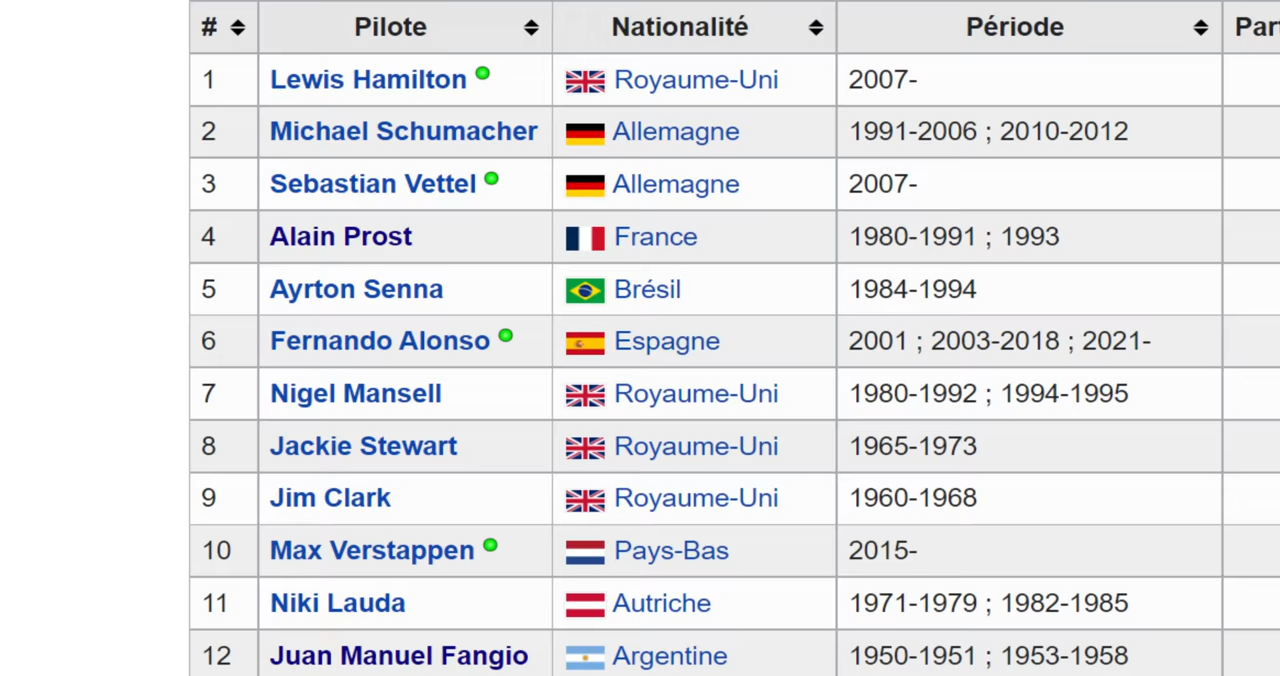 # Pilote Nationalité Période Part
1 Lewis Hamilton Royaume-Uni 2007-
2 Michael Schumacher Allemagne 1991-2006 ; 2010-2012
3 Sebastian Vettel Allemagne 2007-
4 Alain Prost France 1980-1991 ; 1993
5 Ayrton Senna Brésil 1984-1994
6 Fernando Alonso Espagne 2001 ; 2003-2018 ; 2021-
7 Nigel Mansell Royaume-Uni 1980-1992 ; 1994-1995
8 Jackie Stewart Royaume-Uni 1965-1973
9 Jim Clark Royaume-Uni 1960-1968
10 Max Verstappen Pays-Bas 2015-
11 Niki Lauda Autriche 1971-1979 ; 1982-1985
12 Juan Manuel Fangio Argentine 1950-1951 ; 1953-1958